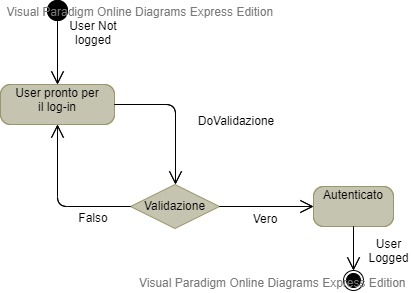 Visual Paradigm Online Diagrams Express Edition
User Not
logged
User pronto per
il log-in
DoValidazione
Validazione
Autenticato
Falso
Vero
User
Logged
Visual Paradigm Online Diagrams Express Edition